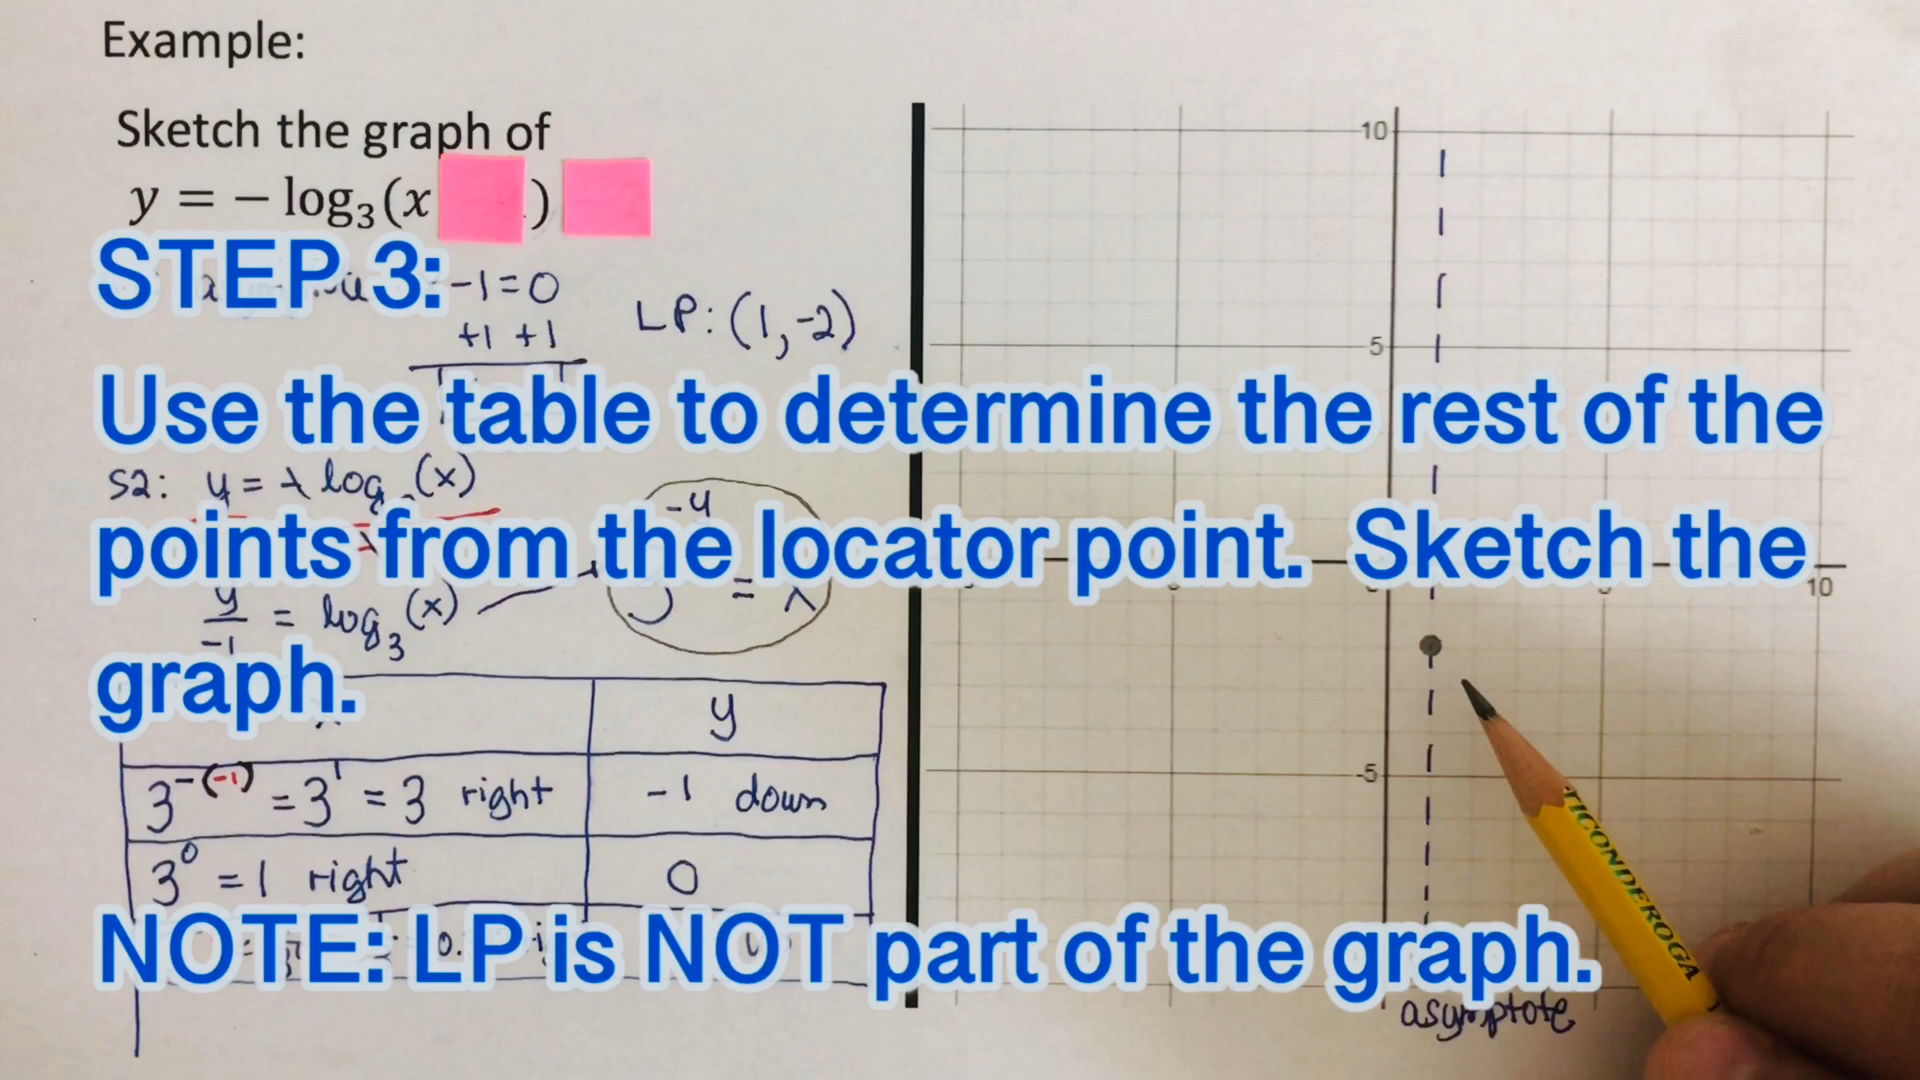 Example:
Sketch the graph of
y = − log₃(x )
STEP 3:
-1=0
+1 +1
LP: (1,-2)
Use the table to determine the rest of the
S2: y = log (x)
-y
points from the locator point. Sketch the
y/-1 = log₃(x)
=
graph.
y
3^-(-1) = 3^1 = 3 right -1 down
3^0 = 1 right 0
NOTE: LP is NOT part of the graph.
10
5
10
-5
asymptote
TICONDEROGA